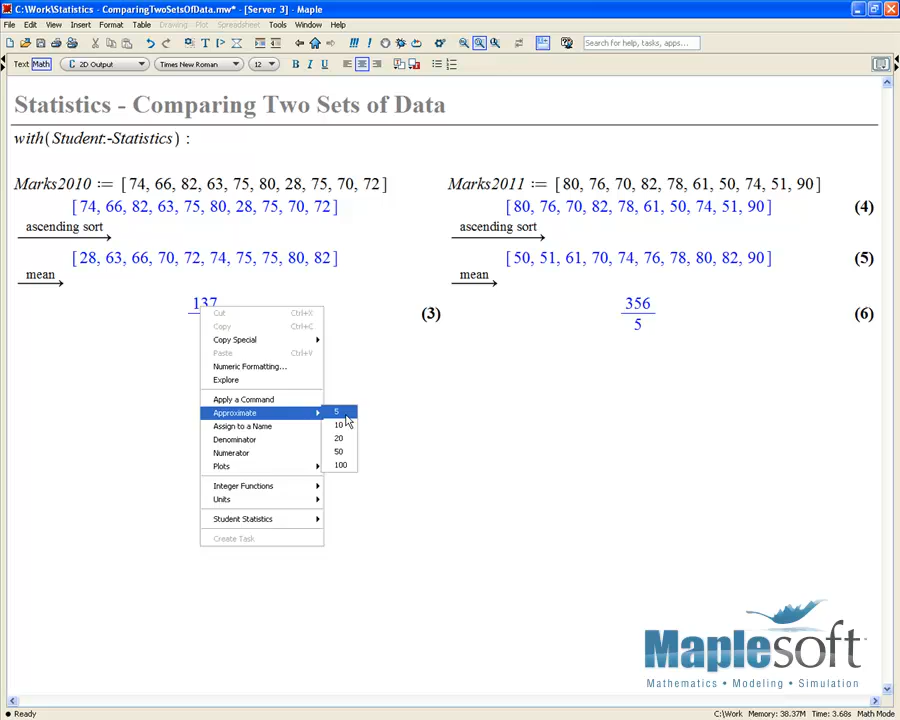 C:\Work\Statistics - ComparingTwoSetsOfData.mw* - [Server 3] - Maple
File Edit View Insert Format Table Drawing Plot Spreadsheet Tools Window Help
Search for help, tasks, apps...
Text Math C 2D Output Times New Roman 12 B I U
Statistics - Comparing Two Sets of Data
with(Student:-Statistics) :
Marks2010 := [74, 66, 82, 63, 75, 80, 28, 75, 70, 72]
[74, 66, 82, 63, 75, 80, 28, 75, 70, 72]
ascending sort
[28, 63, 66, 70, 72, 74, 75, 75, 80, 82]
mean
137
(3)
Marks2011 := [80, 76, 70, 82, 78, 61, 50, 74, 51, 90]
[80, 76, 70, 82, 78, 61, 50, 74, 51, 90] (4)
ascending sort
[50, 51, 61, 70, 74, 76, 78, 80, 82, 90] (5)
mean
356
5
(6)
Cut Ctrl+X
Copy Ctrl+C
Copy Special
Paste Ctrl+V
Numeric Formatting...
Explore
Apply a Command
Approximate
Assign to a Name
Denominator
Numerator
Plots
Integer Functions
Units
Student Statistics
Create Task
5
10
20
50
100
Maplesoft
Mathematics • Modeling • Simulation
Ready
C:\Work Memory: 38.37M Time: 3.68s Math Mode